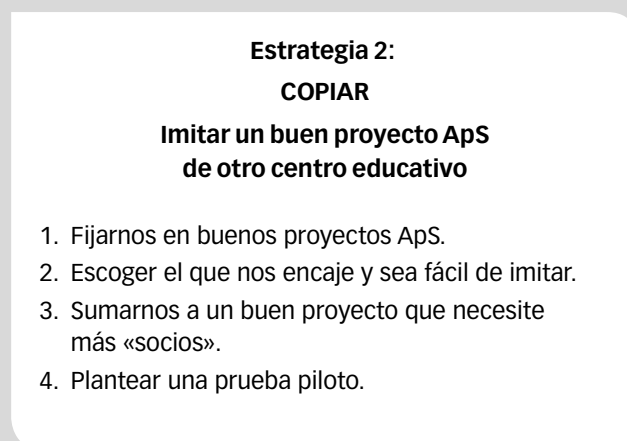 Estrategia 2:
COPIAR
Imitar un buen proyecto ApS
de otro centro educativo
1. Fijarnos en buenos proyectos ApS.
2. Escoger el que nos encaje y sea fácil de imitar.
3. Sumarnos a un buen proyecto que necesite
más «socios».
4. Plantear una prueba piloto.